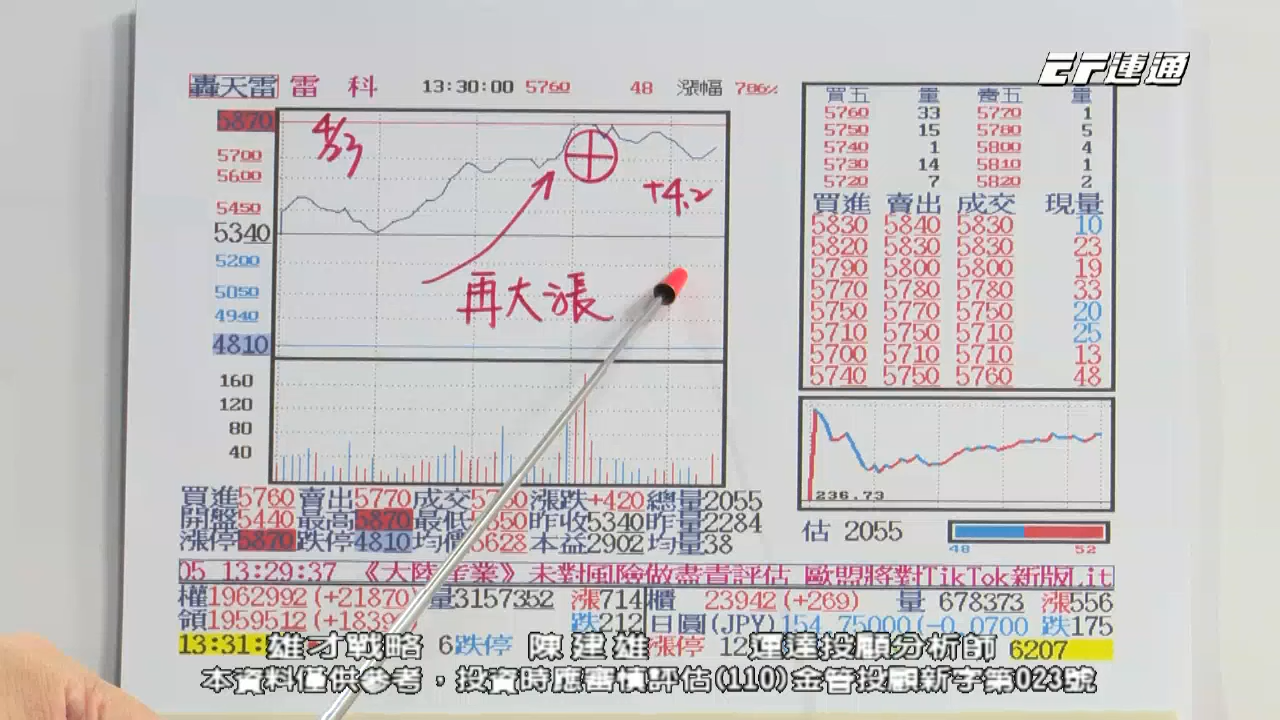 EF運通
轟天雷 雷 科 13:30:00 5760 48 漲幅 786%
5870
5700
5600
5450
5340
5200
5050
4940
4810
160
120
80
40
4/23
+4.2
再大漲
買五 量 賣五 量
5760 33 5770 1
5750 15 5780 5
5740 1 5800 4
5730 14 5810 1
5720 7 5820 2
買進 賣出 成交 現量
5830 5840 5830 10
5820 5830 5830 23
5790 5800 5800 19
5770 5780 5780 33
5750 5770 5750 20
5710 5750 5710 25
5700 5710 5710 13
5740 5750 5760 48
236.73
估 2055
48 52
買進5760 賣出5770 成交 漲跌+420 總量2055
開盤5440 最高5870 最低 昨收5340 昨量2284
漲停5870 跌停4810 均價5628 本益2902 均量38
05 13:29:37 《大陸產業》未對風險做盡責評估 歐盟將對TikTok新版Lit
權1962992 (+21870) 量3157352 漲714 櫃 23942 (+269) 量 678373 漲556
領1959512 跌212 日圓(JPY) 154.75000 (-0.0700 跌175
13:31: 6 跌停 漲停 12 6207
雄才戰略 陳建雄 運達投顧分析師
本資料僅供參考，投資時應審慎評估(110)金管投顧新字第023號